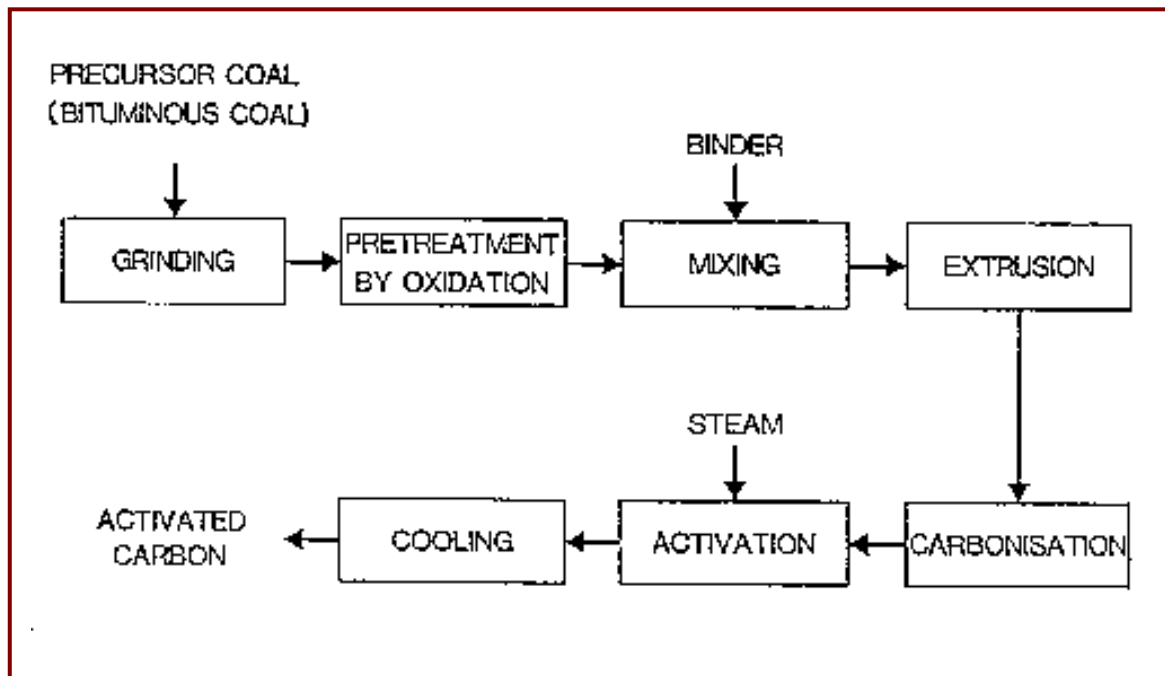 PRECURSOR COAL
(BITUMINOUS COAL)
BINDER
GRINDING
PRETREATMENT
BY OXIDATION
MIXING
EXTRUSION
STEAM
ACTIVATED
CARBON
COOLING
ACTIVATION
CARBONISATION